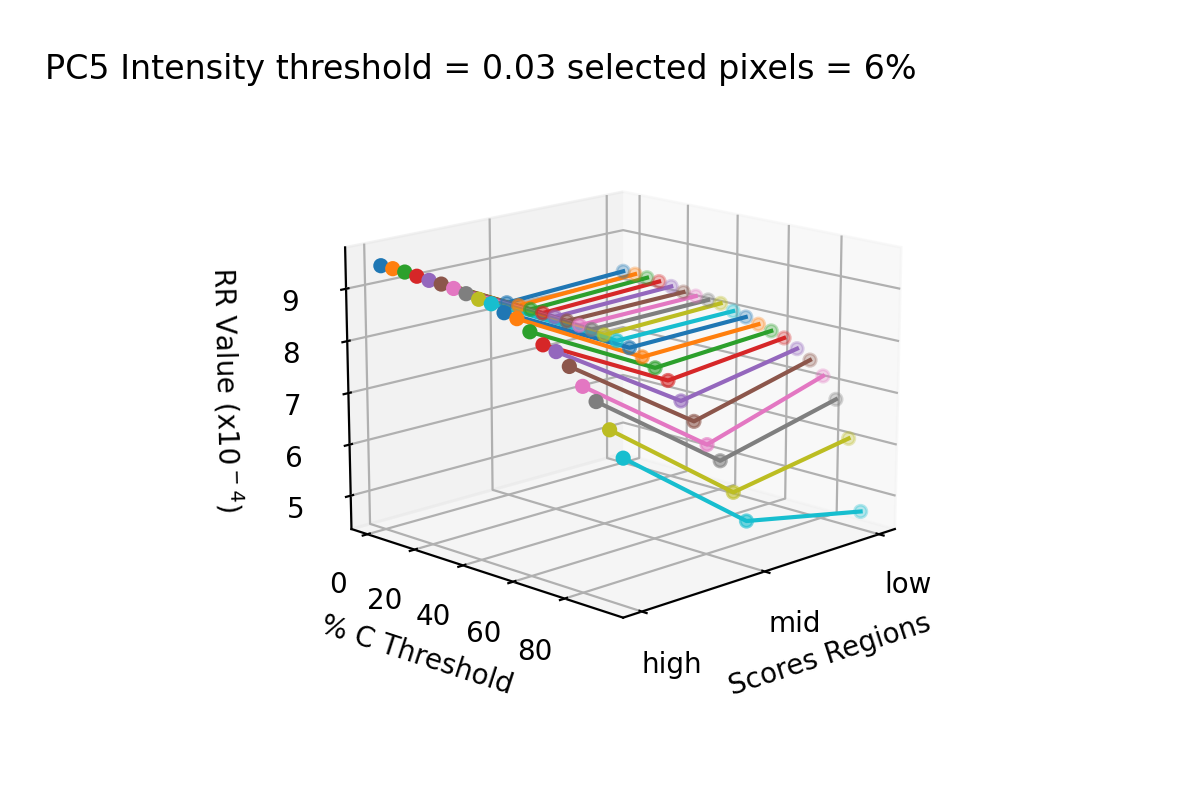 PC5 Intensity threshold = 0.03 selected pixels = 6%
RR Value (x10⁻⁴)
9
8
7
6
5
0
20
40
60
80
% C Threshold
high
mid
low
Scores Regions